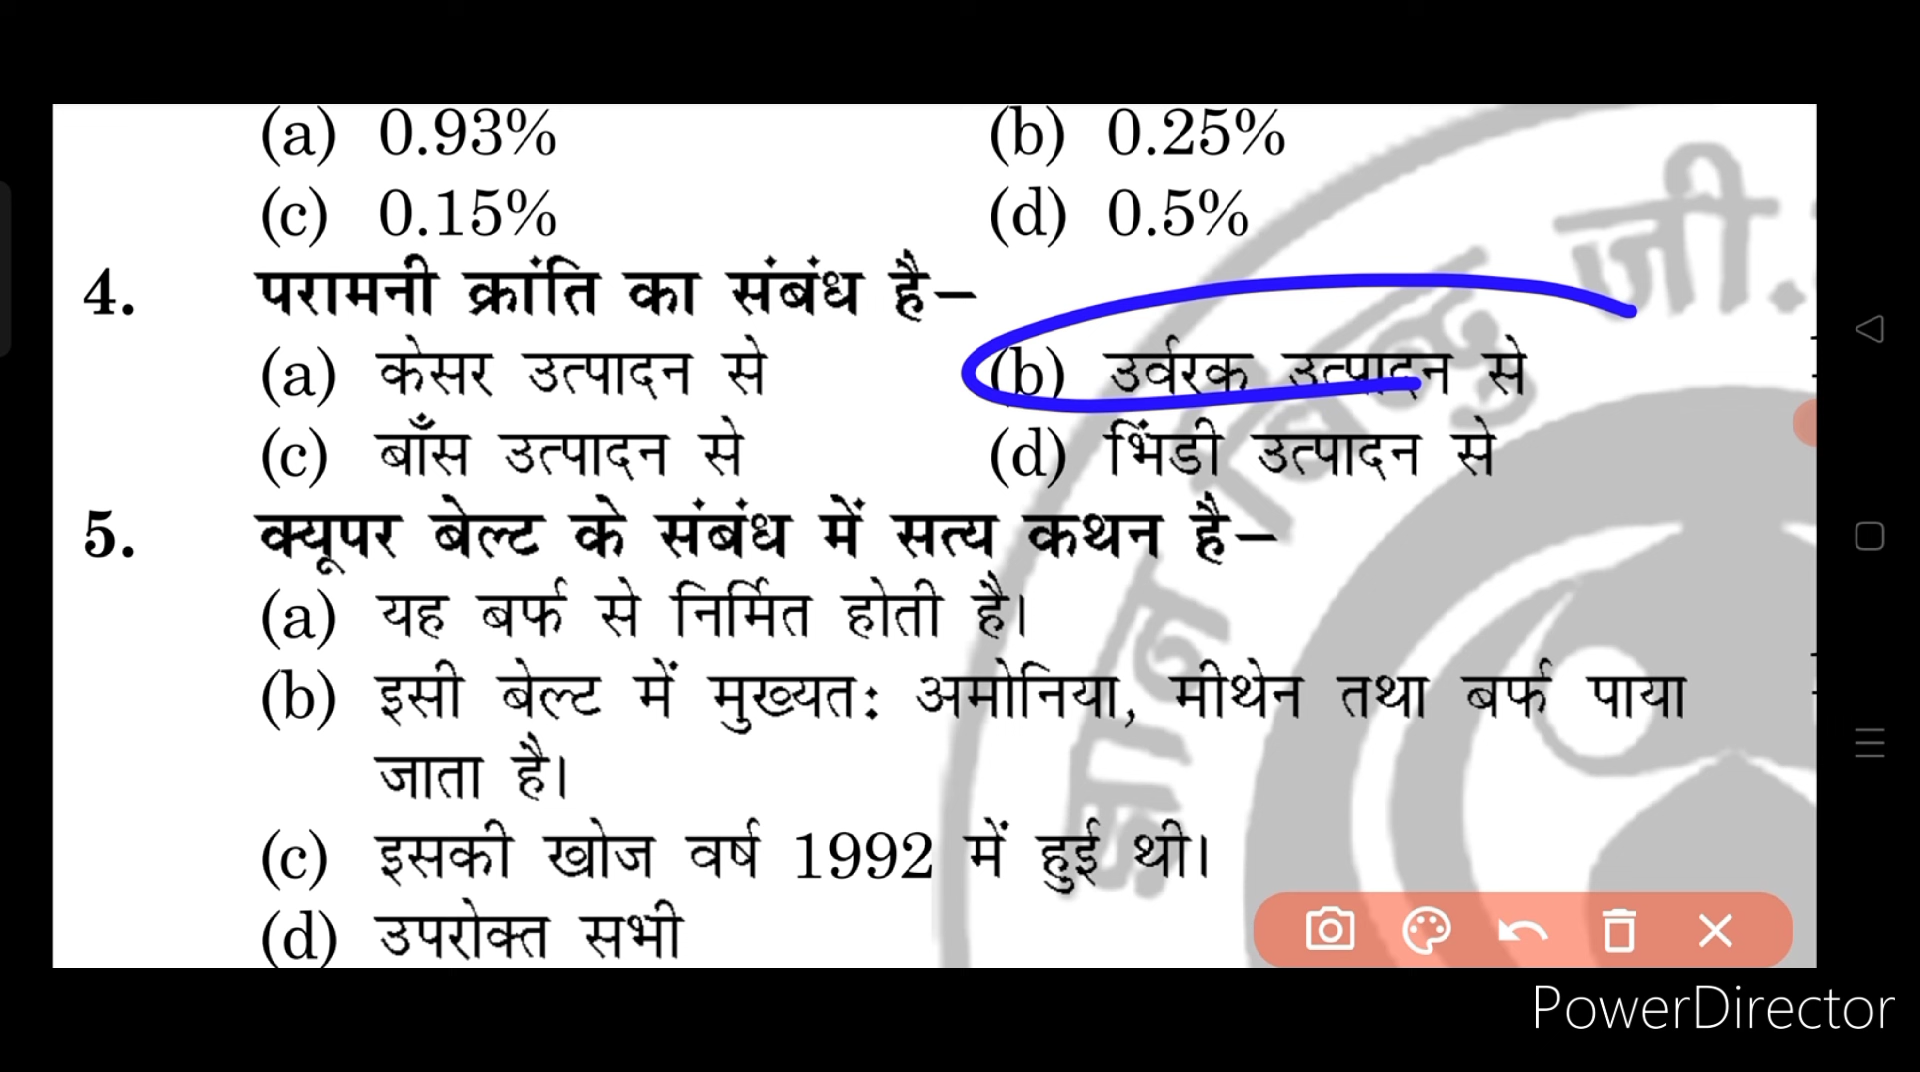 (a) 0.93% (b) 0.25%
(c) 0.15% (d) 0.5%
4. परामनी क्रांति का संबंध है–
(a) केसर उत्पादन से (b) उर्वरक उत्पादन से
(c) बाँस उत्पादन से (d) भिंडी उत्पादन से
5. क्यूपर बेल्ट के संबंध में सत्य कथन है–
(a) यह बर्फ से निर्मित होती है।
(b) इसी बेल्ट में मुख्यतः अमोनिया, मीथेन तथा बर्फ पाया
जाता है।
(c) इसकी खोज वर्ष 1992 में हुई थी।
(d) उपरोक्त सभी
ज्ञान बिन्दु जी.
PowerDirector